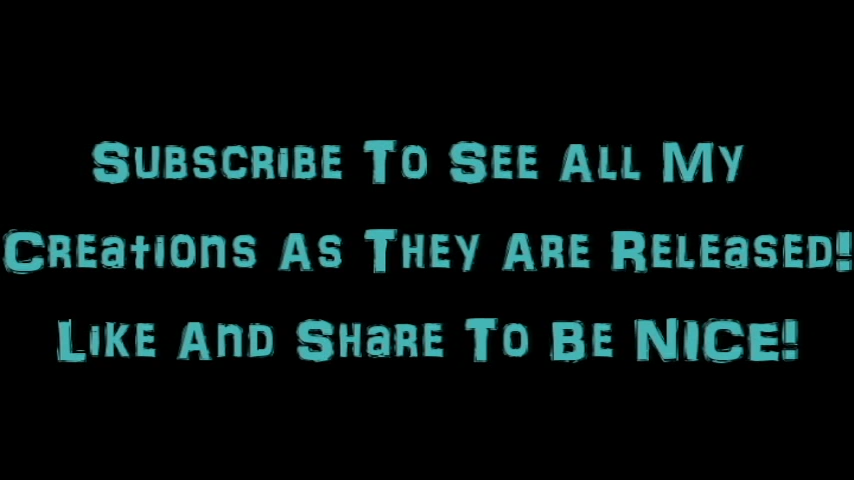 Subscribe To See All My
Creations As They Are Released!
Like And Share To Be NICE!